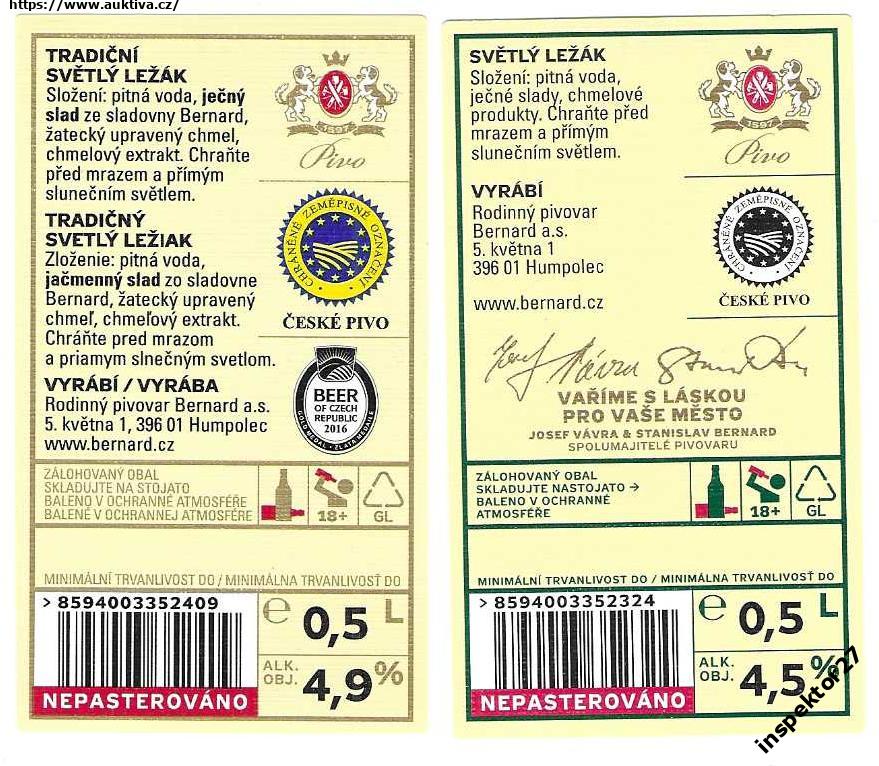 https://www.auktiva.cz/
TRADIČNÍ
SVĚTLÝ LEŽÁK
Složení: pitná voda, ječný
slad ze sladovny Bernard,
žatecký upravený chmel,
chmelový extrakt. Chraňte
před mrazem a přímým
slunečním světlem.
TRADIČNÝ
SVETLÝ LEŽIAK
Zloženie: pitná voda,
jačmenný slad zo sladovne
Bernard, žatecký upravený
chmeľ, chmeľový extrakt.
Chráňte pred mrazom
a priamym slnečným svetlom.
VYRÁBÍ / VYRÁBA
Rodinný pivovar Bernard a.s.
5. května 1, 396 01 Humpolec
www.bernard.cz
1597
Pivo
CHRÁNĚNÉ ZEMĚPISNÉ OZNAČENÍ
ČESKÉ PIVO
BEER
OF CZECH
REPUBLIC
2016
GOLD MEDAL • ZLATÁ MEDAILE
ZÁLOHOVANÝ OBAL
SKLADUJTE NA STOJATO
BALENO V OCHRANNÉ ATMOSFÉŘE
BALENÉ V OCHRANNEJ ATMOSFÉRE
18+
GL
MINIMÁLNÍ TRVANLIVOST DO / MINIMÁLNA TRVANLIVOSŤ DO
> 8594003352409
NEPASTEROVÁNO
e 0,5 L
ALK.
OBJ.
4,9%
SVĚTLÝ LEŽÁK
Složení: pitná voda,
ječné slady, chmelové
produkty. Chraňte před
mrazem a přímým
slunečním světlem.
VYRÁBÍ
Rodinný pivovar
Bernard a.s.
5. května 1
396 01 Humpolec
www.bernard.cz
1597
Pivo
CHRÁNĚNÉ ZEMĚPISNÉ OZNAČENÍ
ČESKÉ PIVO
VAŘÍME S LÁSKOU
PRO VAŠE MĚSTO
JOSEF VÁVRA & STANISLAV BERNARD
SPOLUMAJITELÉ PIVOVARU
ZÁLOHOVANÝ OBAL
SKLADUJTE NASTOJATO →
BALENO V OCHRANNÉ
ATMOSFÉŘE
18+
GL
MINIMÁLNÍ TRVANLIVOST DO / MINIMÁLNA TRVANLIVOSŤ DO
> 8594003352324
NEPASTEROVÁNO
e 0,5 L
ALK.
OBJ.
4,5%
inspektor27